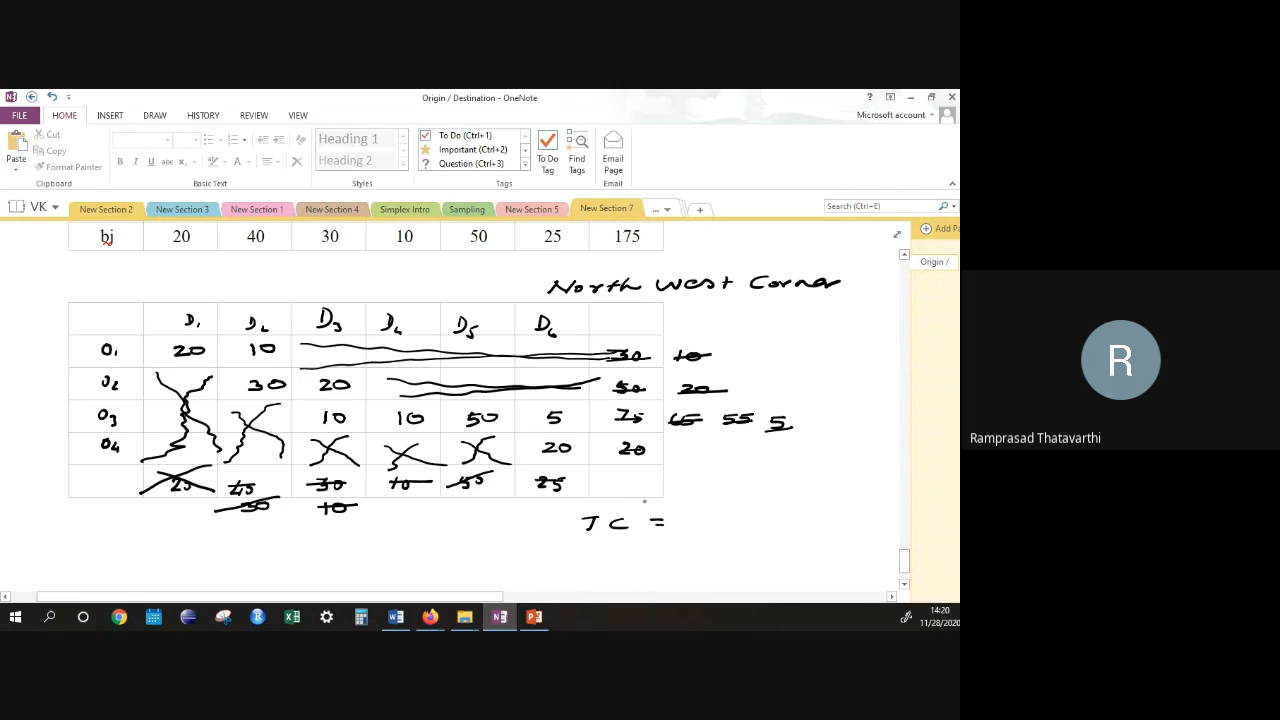 Origin / Destination - OneNote
FILE HOME INSERT DRAW HISTORY REVIEW VIEW Microsoft account
Paste Cut Copy Format Painter
Clipboard
B I U abc
Basic Text
Heading 1
Heading 2
Styles
To Do (Ctrl+1)
Important (Ctrl+2)
Question (Ctrl+3)
Tags
To Do Tag
Find Tags
Email Page
Email
VK New Section 2 New Section 3 New Section 1 New Section 4 Simplex Intro Sampling New Section 5 New Section 7 ... Search (Ctrl+E)
Add Pa
Origin /
bj 20 40 30 10 50 25 175
North West Corner
D1 D2 D3 D4 D5 D6
O1 20 10 30 10
O2 30 20 50 20
O3 10 10 50 5 75 65 55 5
O4 20 20
20 40 30 10 50 25
30 10
TC =
14:20
11/28/2020
R
Ramprasad Thatavarthi